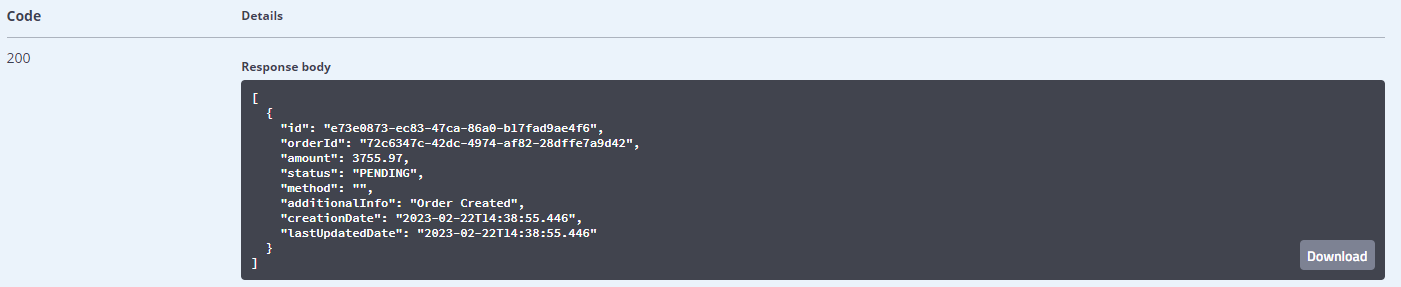 Code Details
200
Response body
[
  {
    "id": "e73e0873-ec83-47ca-86a0-b17fad9ae4f6",
    "orderId": "72c6347c-42dc-4974-af82-28dffe7a9d42",
    "amount": 3755.97,
    "status": "PENDING",
    "method": "",
    "additionalInfo": "Order Created",
    "creationDate": "2023-02-22T14:38:55.446",
    "lastUpdatedDate": "2023-02-22T14:38:55.446"
  }
]
Download